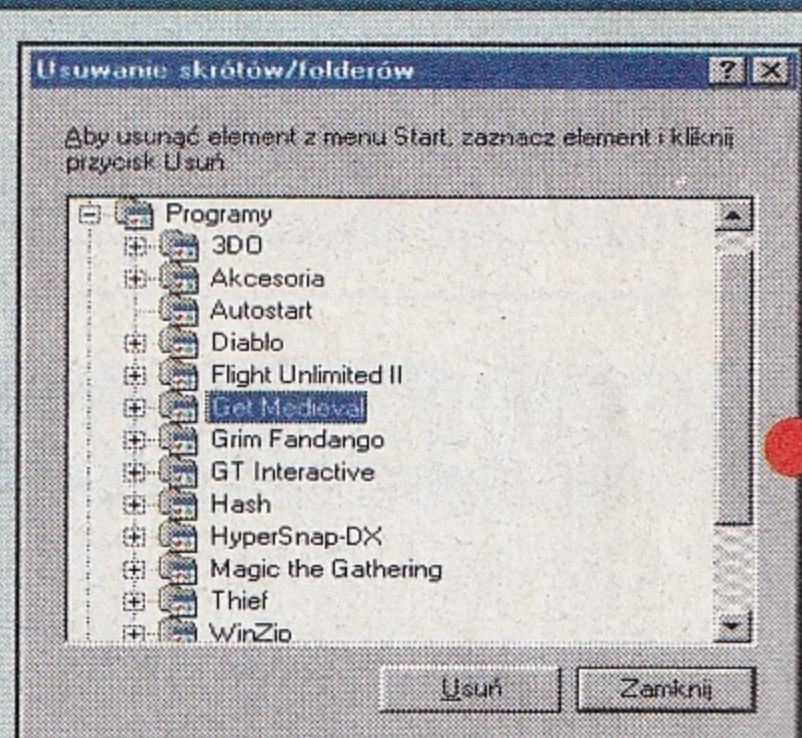 Usuwanie skrótów/folderów
Aby usunąć element z menu Start, zaznacz element i kliknij
przycisk Usuń.
Programy
3DO
Akcesoria
Autostart
Diablo
Flight Unlimited II
Get Medieval
Grim Fandango
GT Interactive
Hash
HyperSnap-DX
Magic the Gathering
Thief
WinZip
Usuń Zamknij